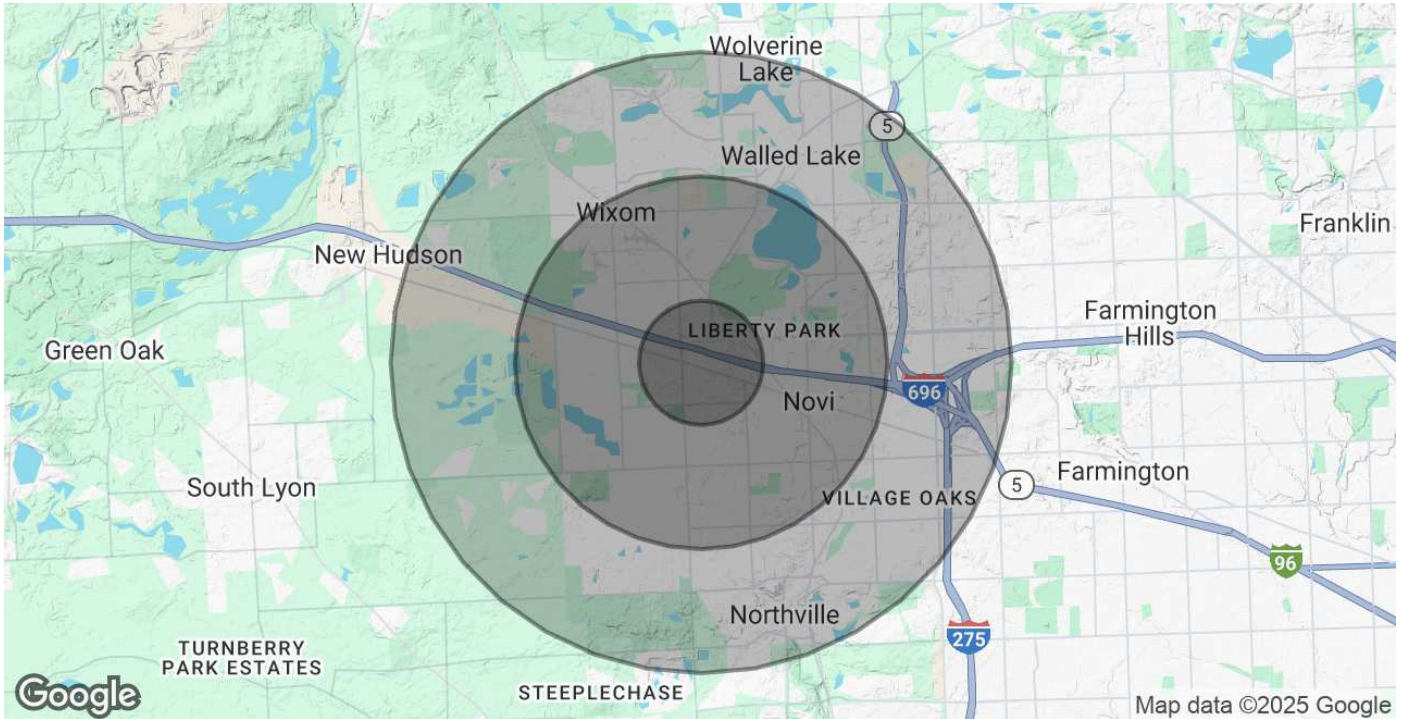 Wolverine
Lake
5
Walled Lake
Wixom
Franklin
New Hudson
Farmington
Hills
LIBERTY PARK
Green Oak
696
Novi
Farmington
South Lyon
5
VILLAGE OAKS
96
Northville
275
TURNBERRY
PARK ESTATES
STEEPLECHASE
Google
Map data ©2025 Google